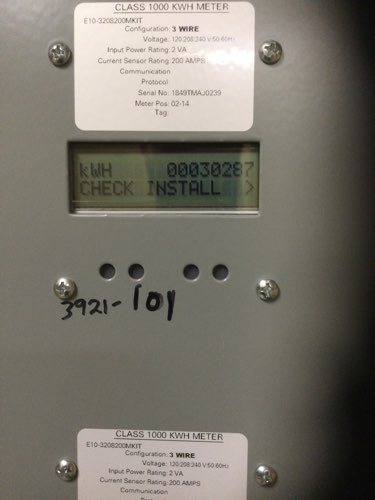 CLASS 1000 KWH METER
E10-3208200MKIT
Configuration: 3 WIRE
Voltage: 120:208:240 V:50-60Hz
Input Power Rating: 2 VA
Current Sensor Rating: 200 AMPS
Communication
Protocol:
Serial No: 1849TMAJ0239
Meter Pos: 02-14
Tag:
kWH 00030287
CHECK INSTALL >
3921-101
CLASS 1000 KWH METER
E10-3208200MKIT
Configuration: 3 WIRE
Voltage: 120:208:240 V:50-60Hz
Input Power Rating: 2 VA
Current Sensor Rating: 200 AMPS
Communication